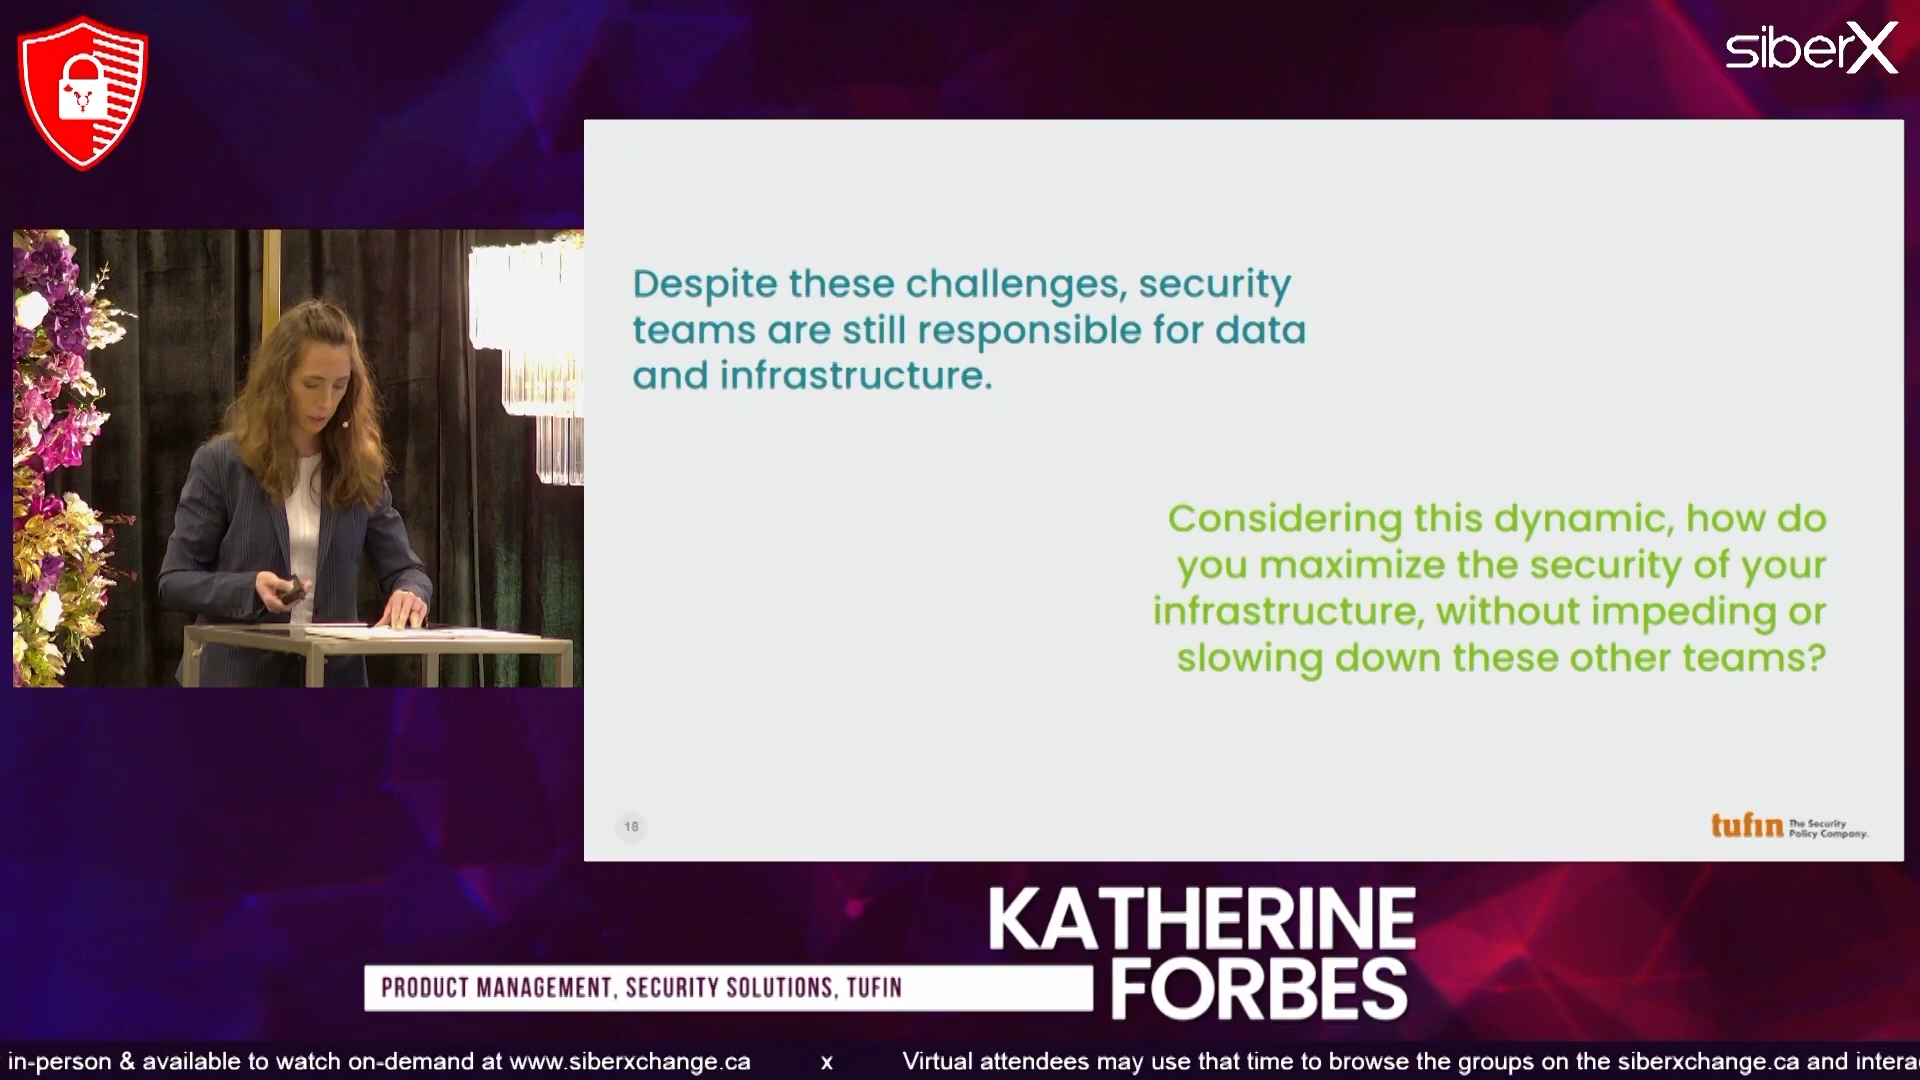 siberX
Despite these challenges, security
teams are still responsible for data
and infrastructure.
Considering this dynamic, how do
you maximize the security of your
infrastructure, without impeding or
slowing down these other teams?
18
tufin The Security
Policy Company.
KATHERINE
FORBES
PRODUCT MANAGEMENT, SECURITY SOLUTIONS, TUFIN
in-person & available to watch on-demand at www.siberxchange.ca x Virtual attendees may use that time to browse the groups on the siberxchange.ca and intera